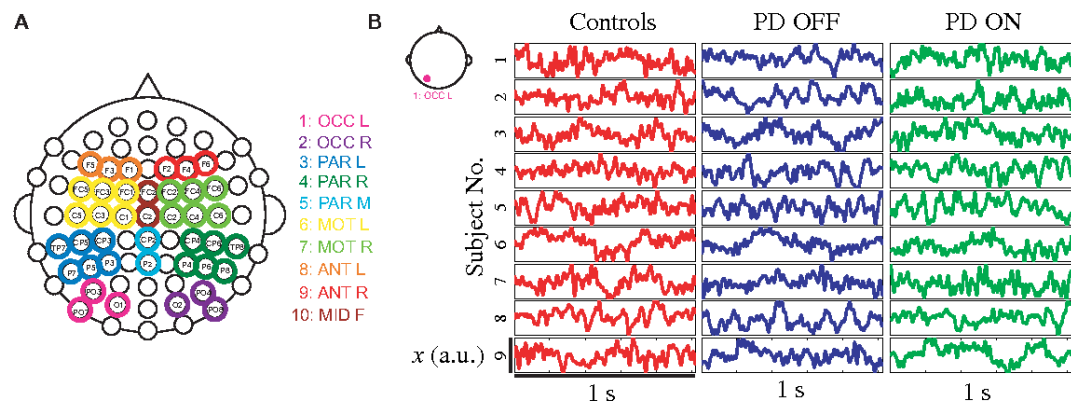 A
F5 F3 F1 F2 F4 F6
FC5 FC3 FC1 FC2 FC2 FC4 FC6
C5 C3 C1 C2 C2 C4 C6
TP7 CP5 CP3 CP2 CP4 CP6 TP8
P7 P5 P3 P2 P4 P6 P8
PO3 PO4
PO7 O1 O2 PO8
1: OCC L
2: OCC R
3: PAR L
4: PAR R
5: PAR M
6: MOT L
7: MOT R
8: ANT L
9: ANT R
10: MID F
B
1: OCC L
Controls PD OFF PD ON
Subject No.
1
2
3
4
5
6
7
8
9
x (a.u.)
1 s 1 s 1 s